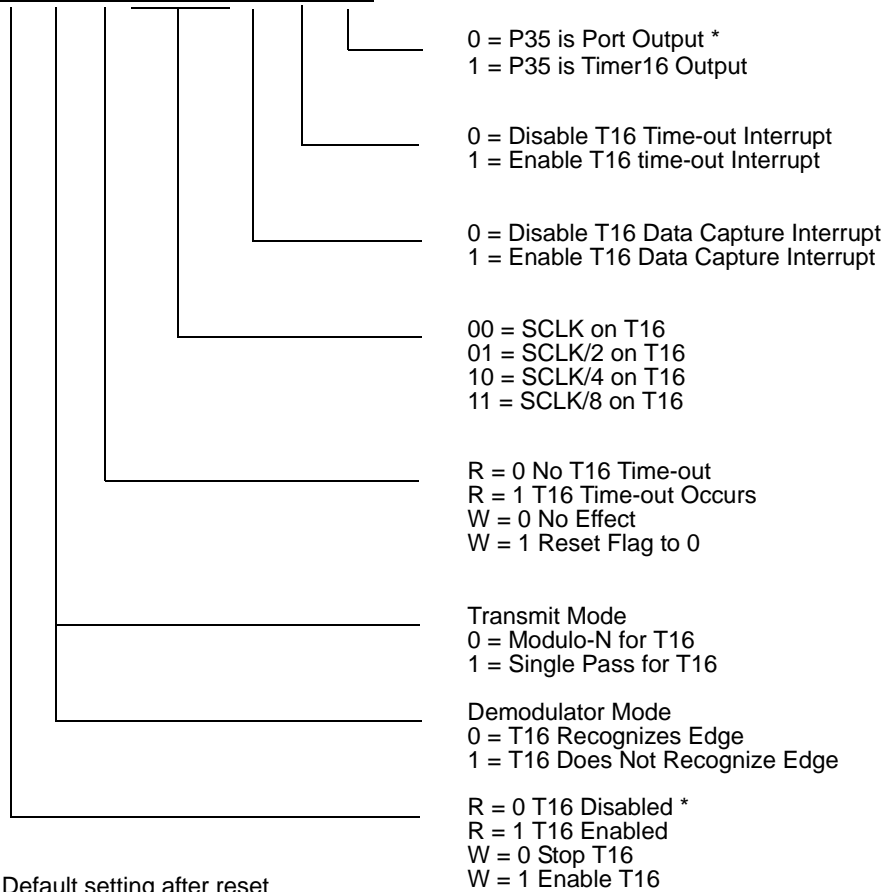 0 = P35 is Port Output *
1 = P35 is Timer16 Output
0 = Disable T16 Time-out Interrupt
1 = Enable T16 time-out Interrupt
0 = Disable T16 Data Capture Interrupt
1 = Enable T16 Data Capture Interrupt
00 = SCLK on T16
01 = SCLK/2 on T16
10 = SCLK/4 on T16
11 = SCLK/8 on T16
R = 0 No T16 Time-out
R = 1 T16 Time-out Occurs
W = 0 No Effect
W = 1 Reset Flag to 0
Transmit Mode
0 = Modulo-N for T16
1 = Single Pass for T16
Demodulator Mode
0 = T16 Recognizes Edge
1 = T16 Does Not Recognize Edge
R = 0 T16 Disabled *
R = 1 T16 Enabled
W = 0 Stop T16
W = 1 Enable T16
Default setting after reset